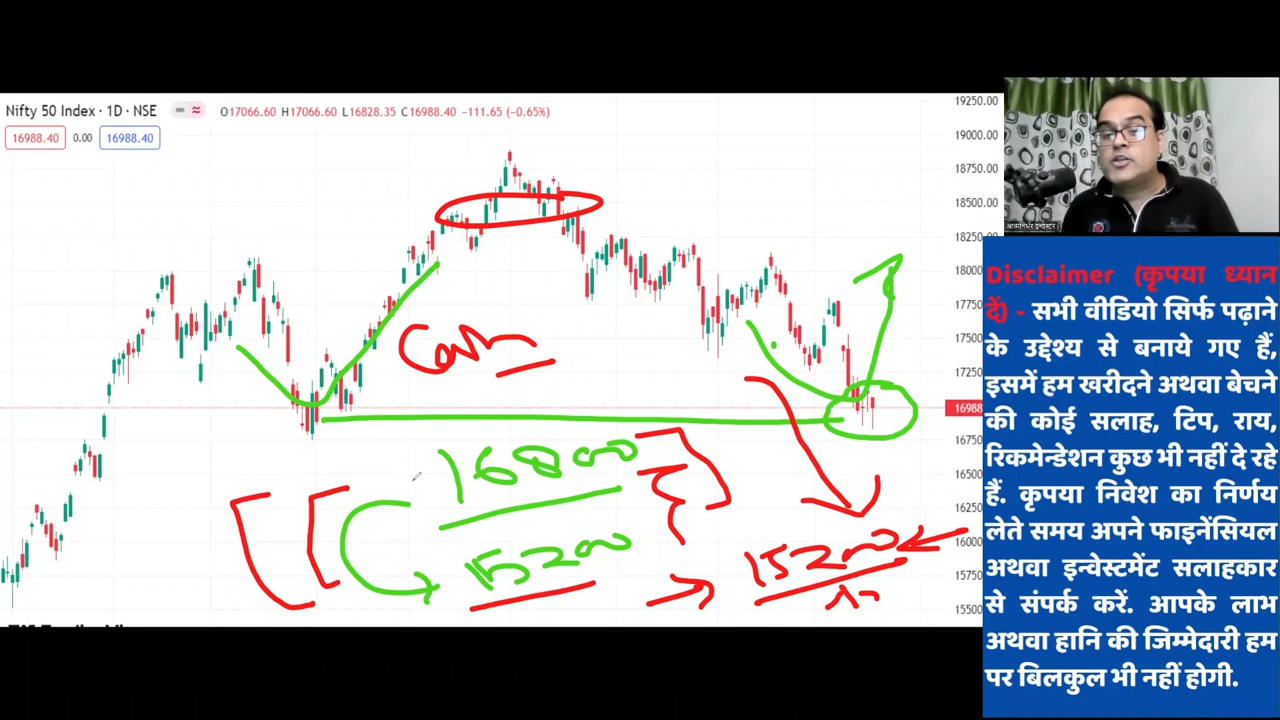 Nifty 50 Index · 1D · NSE
O17066.60 H17066.60 L16828.35 C16988.40 −111.65 (−0.65%)
16988.40 0.00 16988.40
19250.00
19000.00
18750.00
18500.00
18250.00
18000.00
17750.00
17500.00
17250.00
16988
16750.00
16500.00
16250.00
16000.00
15750.00
15500.00
Cash
16800
15200
15200
Disclaimer (कृपया ध्यान
दें) - सभी वीडियो सिर्फ पढ़ाने
के उद्देश्य से बनाये गए हैं,
इसमें हम खरीदने अथवा बेचने
की कोई सलाह, टिप, राय,
रिकमेन्डेशन कुछ भी नहीं दे रहे
हैं. कृपया निवेश का निर्णय
लेते समय अपने फाइनेंसियल
अथवा इन्वेस्टमेंट सलाहकार
से संपर्क करें. आपके लाभ
अथवा हानि की जिम्मेदारी हम
पर बिलकुल भी नहीं होगी.